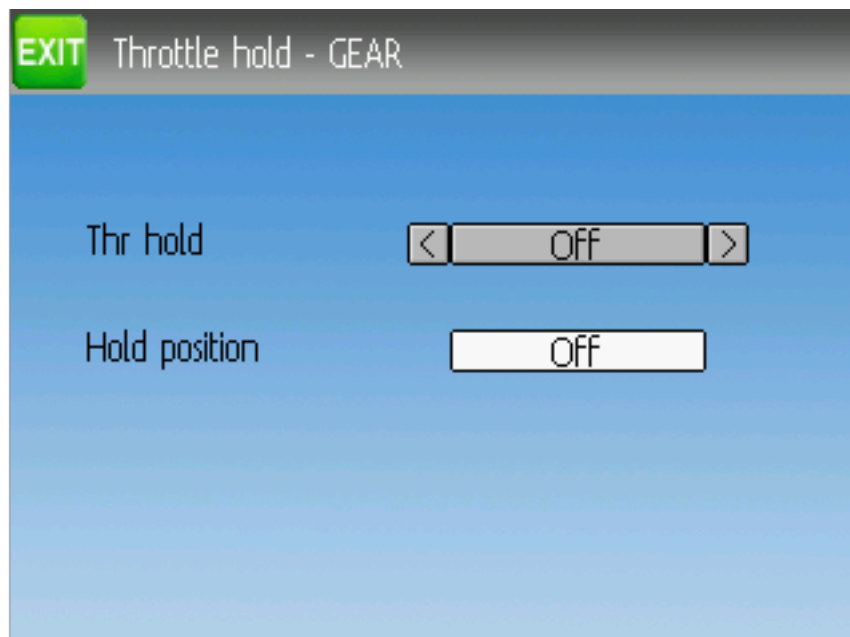 EXIT Throttle hold - GEAR
Thr hold < Off >
Hold position Off